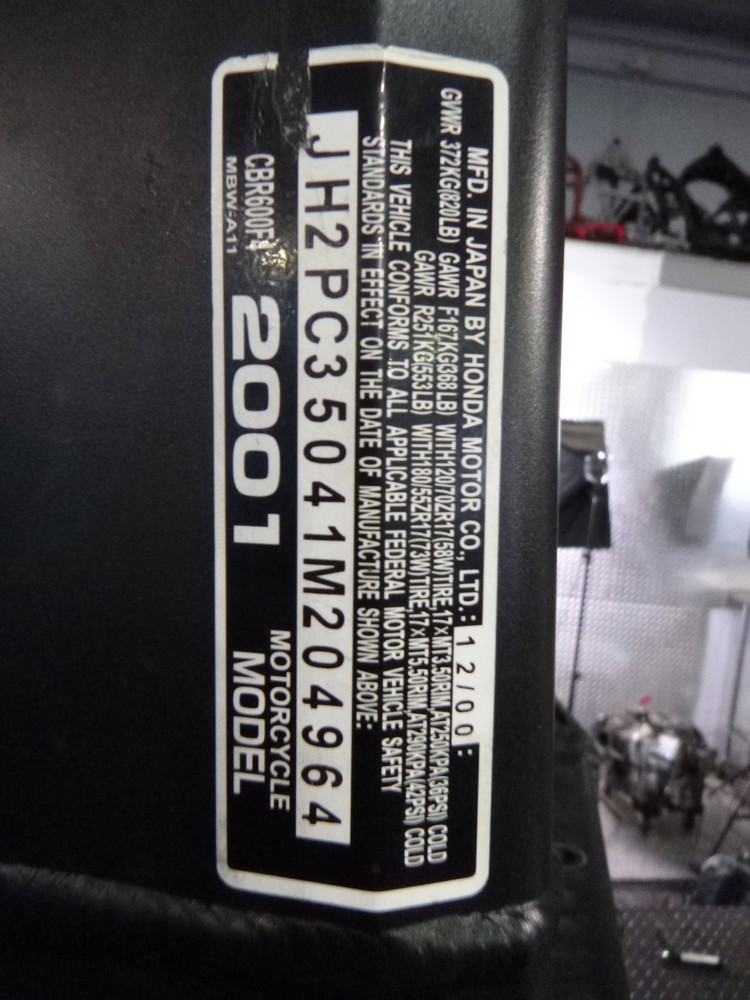 MFD. IN JAPAN BY HONDA MOTOR CO., LTD.: 12/00 :
GVWR 372KG(820LB) GAWR F167KG(368LB) WITH120/70ZR17(58W)TIRE,17×MT3.50RIM,AT250KPA(36PSI) COLD
GAWR R251KG(553LB) WITH180/55ZR17(73W)TIRE,17×MT5.50RIM,AT290KPA(42PSI) COLD
THIS VEHICLE CONFORMS TO ALL APPLICABLE FEDERAL MOTOR VEHICLE SAFETY
STANDARDS IN EFFECT ON THE DATE OF MANUFACTURE SHOWN ABOVE:
JH2PC35041M204964
CBR600F4 2001 MOTORCYCLE
MBW-A11 MODEL